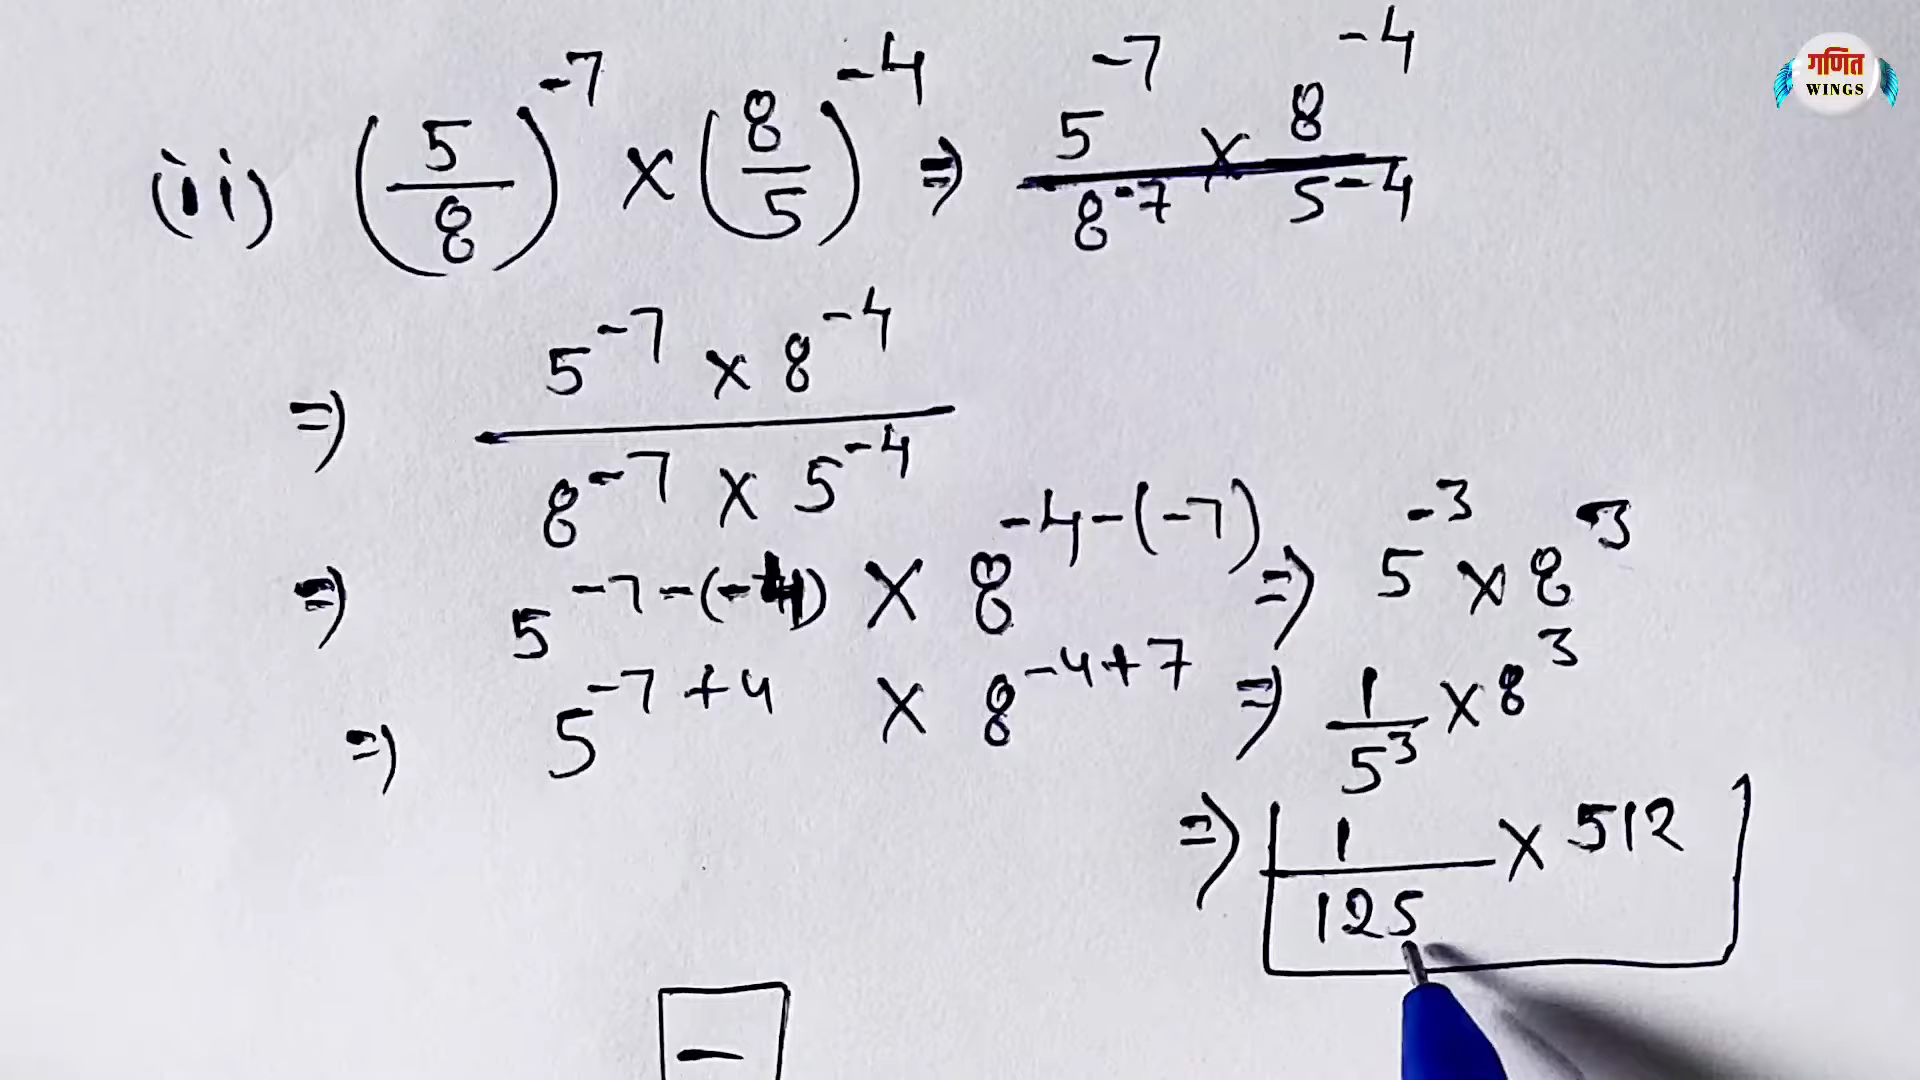 गणित
WINGS
(ii) (5/8)^-7 × (8/5)^-4 ⇒ 5^-7/8^-7 × 8^-4/5^-4
⇒ (5^-7 × 8^-4)/(8^-7 × 5^-4)
⇒ 5^-7-(-4) × 8^-4-(-7) ⇒ 5^-3 × 8^3
⇒ 5^-7+4 × 8^-4+7 ⇒ 1/5^3 × 8^3
⇒ 1/125 × 512